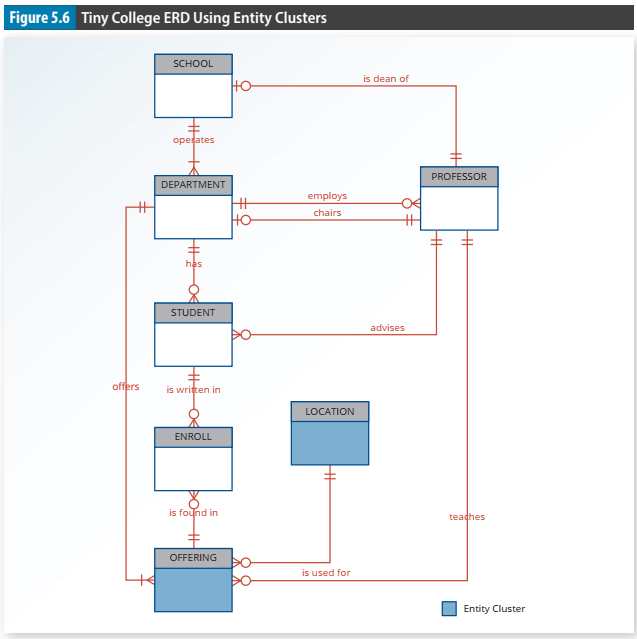 Figure 5.6 Tiny College ERD Using Entity Clusters
SCHOOL
is dean of
operates
DEPARTMENT
PROFESSOR
employs
chairs
has
STUDENT
advises
offers
is written in
LOCATION
ENROLL
is found in
teaches
OFFERING
is used for
Entity Cluster